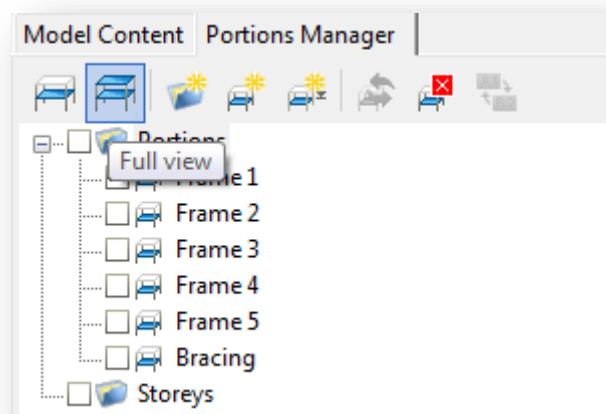 Model Content Portions Manager
Portions
Full view
Frame 1
Frame 2
Frame 3
Frame 4
Frame 5
Bracing
Storeys